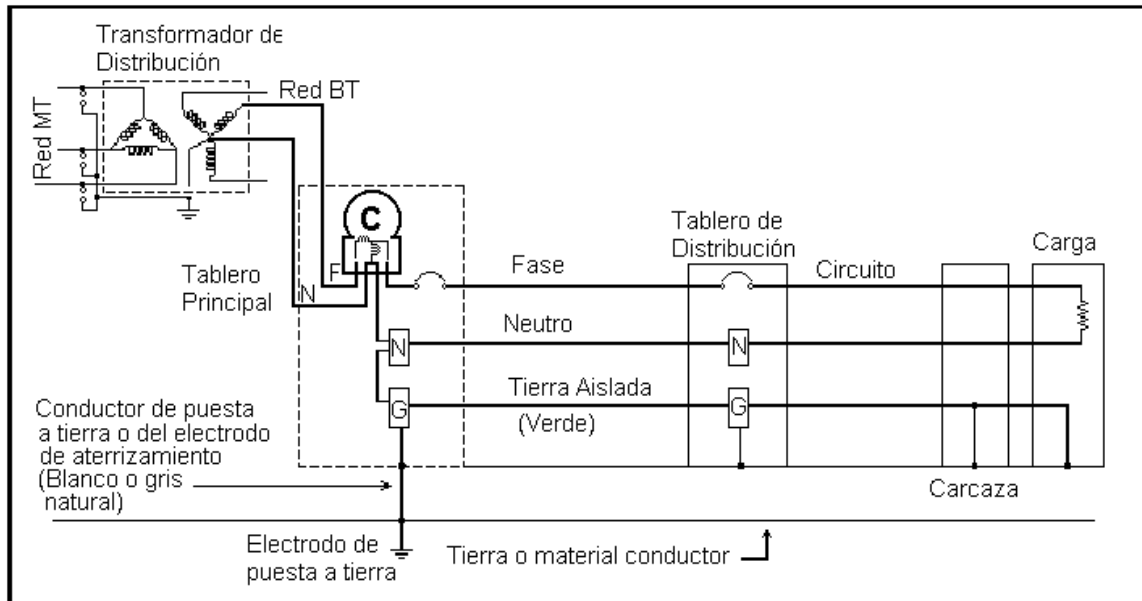 Transformador de
Distribución
Red BT
Red MT
C
F
N
Tablero
Principal
Fase
Tablero de
Distribución
Circuito
Carga
Neutro
N
N
Tierra Aislada
(Verde)
G
G
Conductor de puesta
a tierra o del electrodo
de aterrizamiento
(Blanco o gris
natural)
Carcaza
Electrodo de
puesta a tierra
Tierra o material conductor